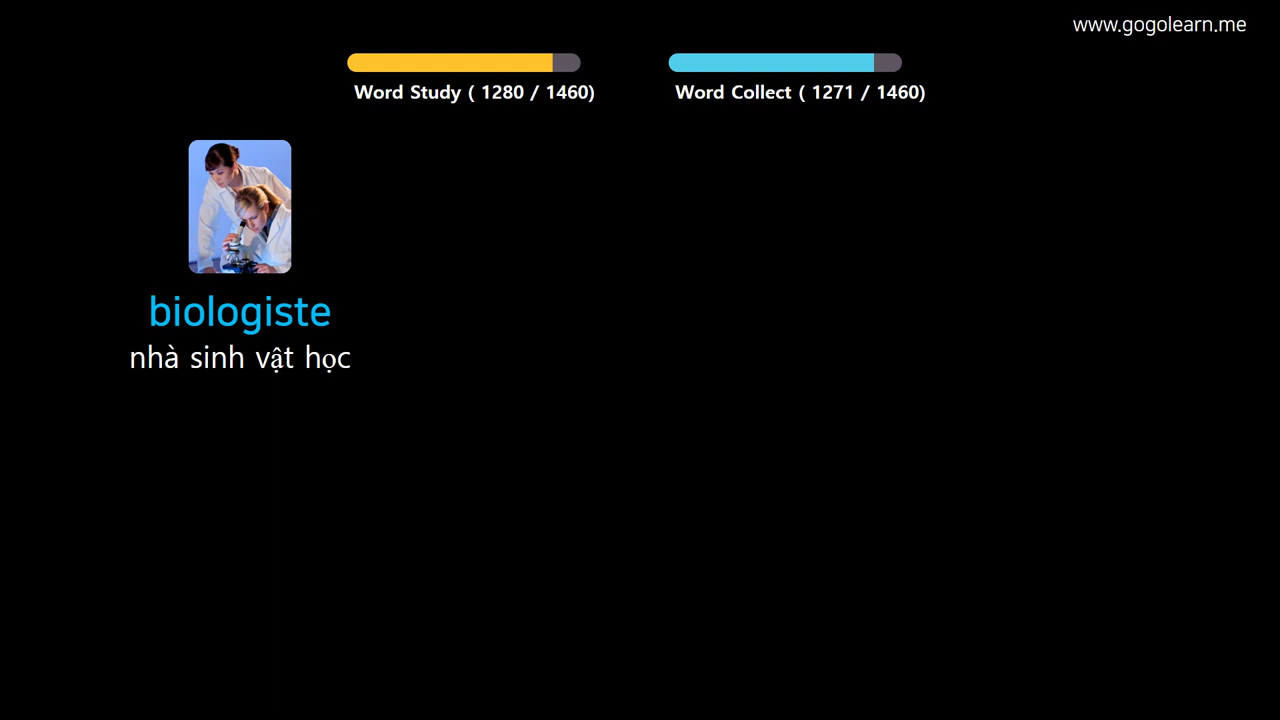 www.gogolearn.me
Word Study ( 1280 / 1460)
Word Collect ( 1271 / 1460)
biologiste
nhà sinh vật học